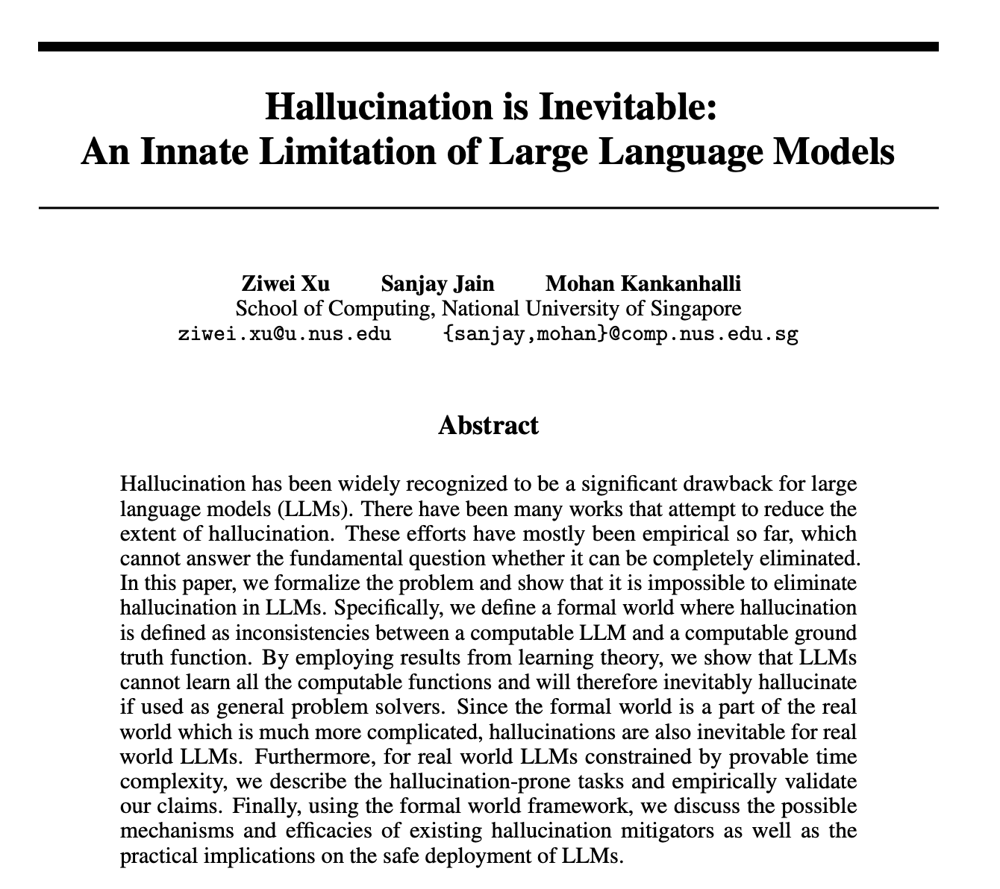 Hallucination is Inevitable:
An Innate Limitation of Large Language Models
Ziwei Xu Sanjay Jain Mohan Kankanhalli
School of Computing, National University of Singapore
ziwei.xu@u.nus.edu {sanjay,mohan}@comp.nus.edu.sg
Abstract
Hallucination has been widely recognized to be a significant drawback for large
language models (LLMs). There have been many works that attempt to reduce the
extent of hallucination. These efforts have mostly been empirical so far, which
cannot answer the fundamental question whether it can be completely eliminated.
In this paper, we formalize the problem and show that it is impossible to eliminate
hallucination in LLMs. Specifically, we define a formal world where hallucination
is defined as inconsistencies between a computable LLM and a computable ground
truth function. By employing results from learning theory, we show that LLMs
cannot learn all the computable functions and will therefore inevitably hallucinate
if used as general problem solvers. Since the formal world is a part of the real
world which is much more complicated, hallucinations are also inevitable for real
world LLMs. Furthermore, for real world LLMs constrained by provable time
complexity, we describe the hallucination-prone tasks and empirically validate
our claims. Finally, using the formal world framework, we discuss the possible
mechanisms and efficacies of existing hallucination mitigators as well as the
practical implications on the safe deployment of LLMs.